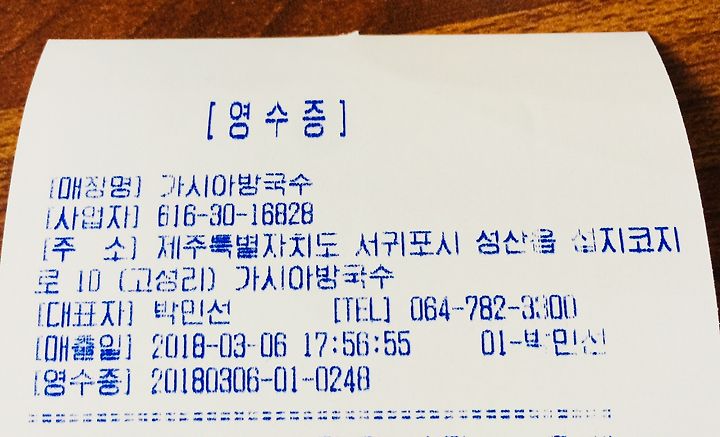 [영수증]
[매장명] 가시아방국수
[사업자] 616-30-16828
[주 소] 제주특별자치도 서귀포시 성산읍 섭지코지
로 10 (고성리) 가시아방국수
[대표자] 박민선 [TEL] 064-782-3300
[매출일] 2018-03-06 17:56:55 01-박민선
[영수증] 20180306-01-0248